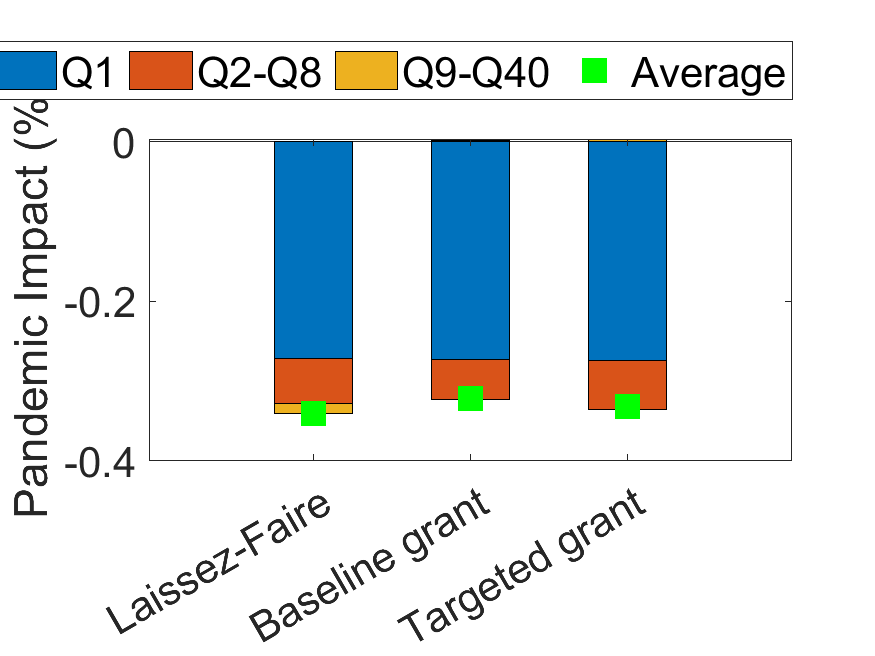 Q1 Q2-Q8 Q9-Q40 Average
Pandemic Impact (%
0
-0.2
-0.4
Laissez-Faire
Baseline grant
Targeted grant